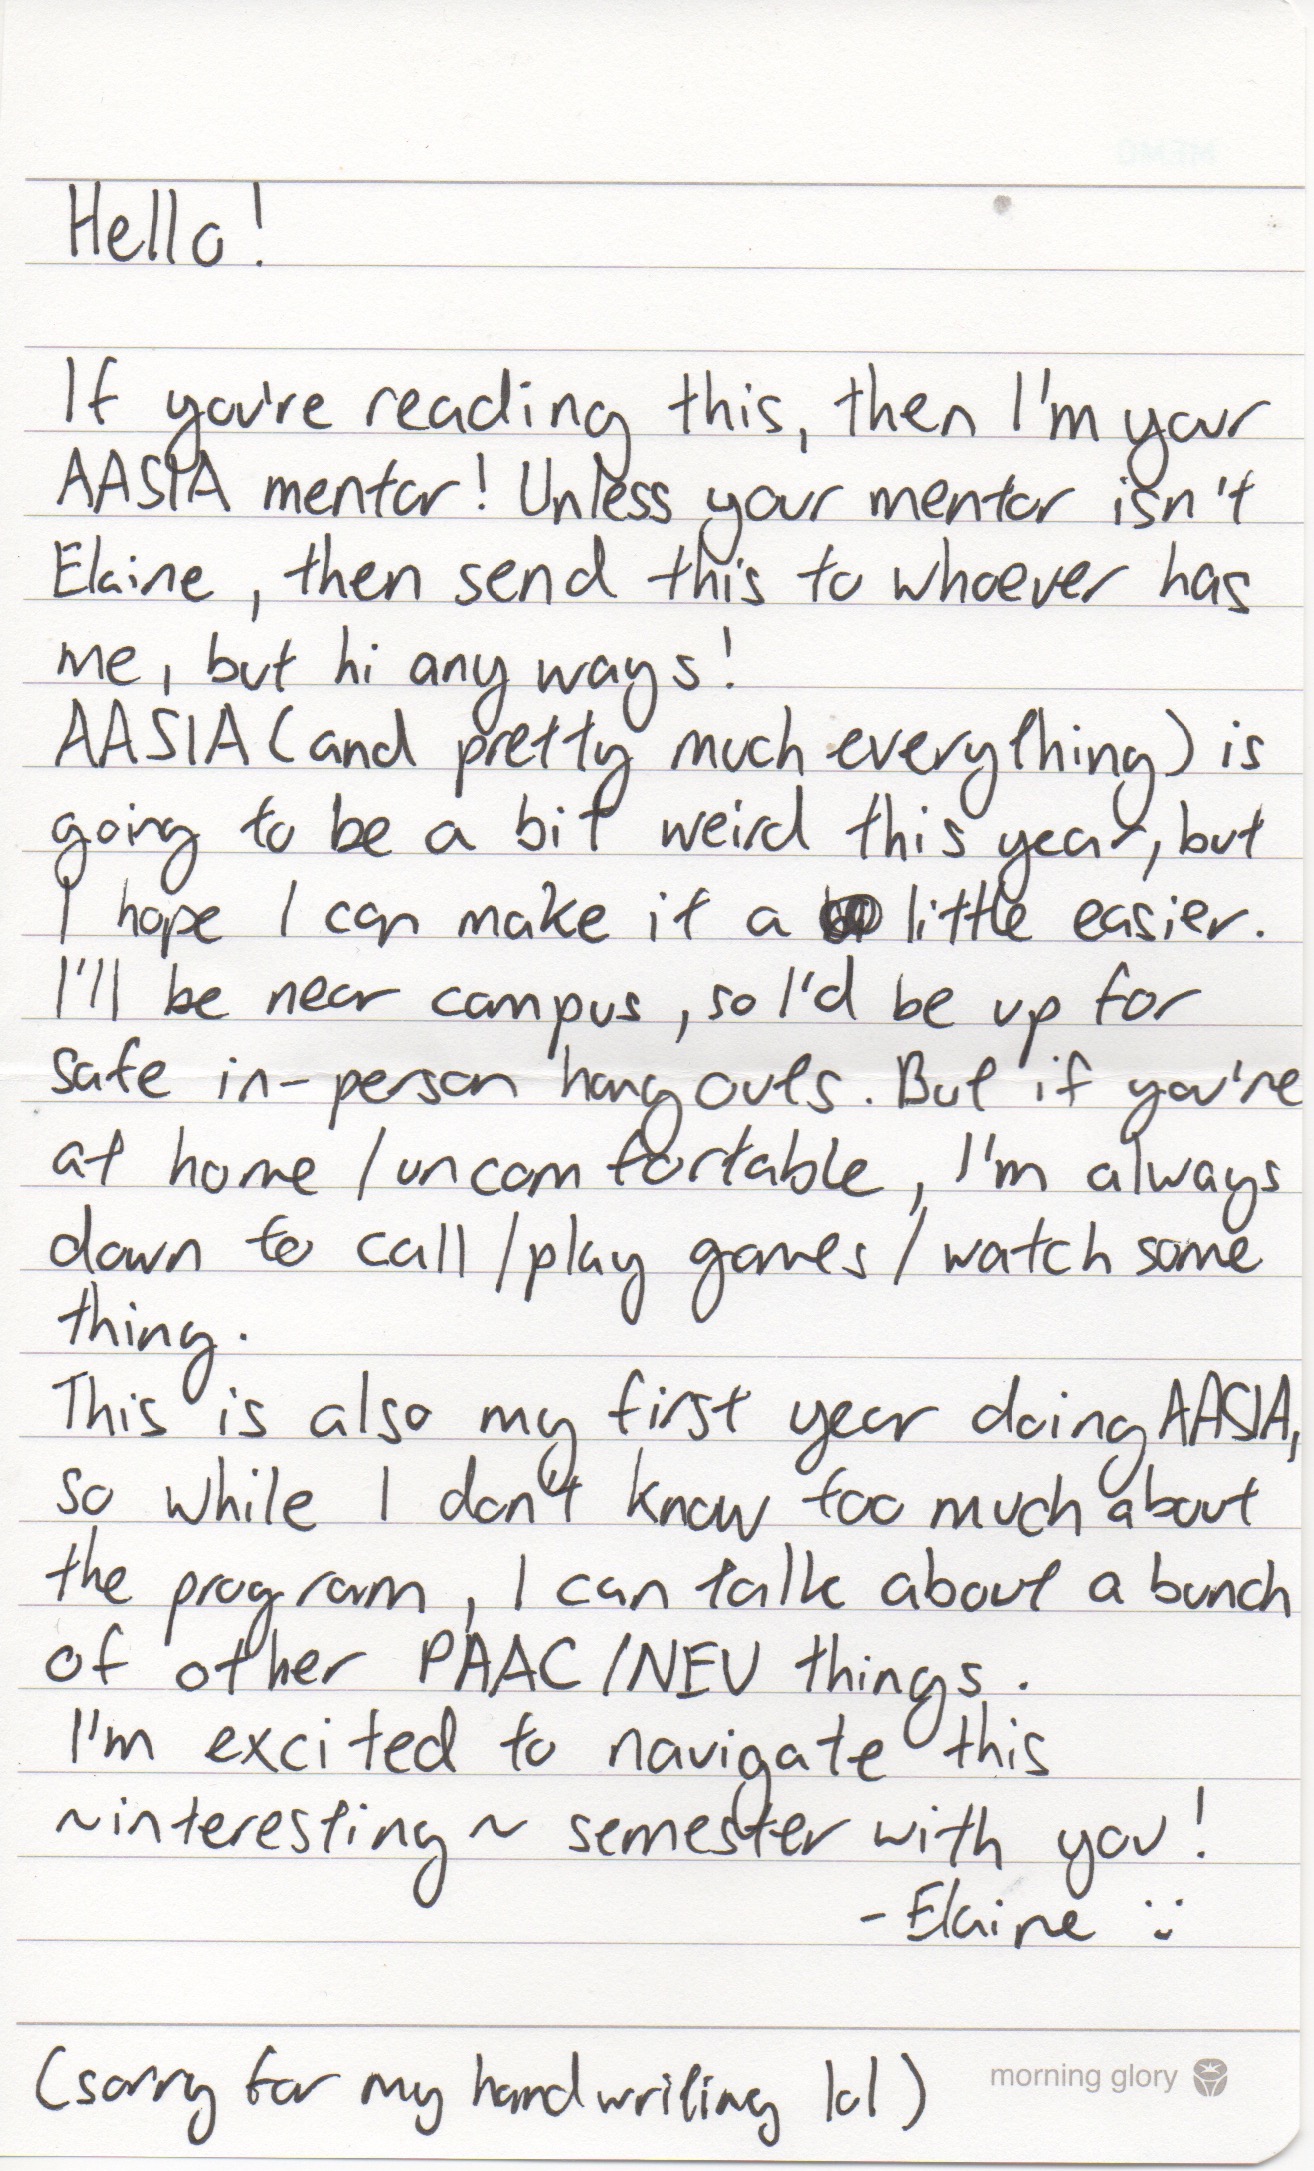 Hello!
If you're reading this, then I'm your
AASIA mentor! Unless your mentor isn't
Elaine, then send this to whoever has
me, but hi any ways!
AASIA (and pretty much everything) is
going to be a bit weird this year, but
I hope I can make it a little easier.
I'll be near campus, so I'd be up for
safe in-person hang outs. But if you're
at home / uncomfortable, I'm always
down to call / play games / watch some
thing.
This is also my first year doing AASIA,
so while I don't know too much about
the program, I can talk about a bunch
of other PAAC/NEU things.
I'm excited to navigate this
~interesting~ semester with you!
- Elaine :)
(sorry for my handwriting lol)
morning glory